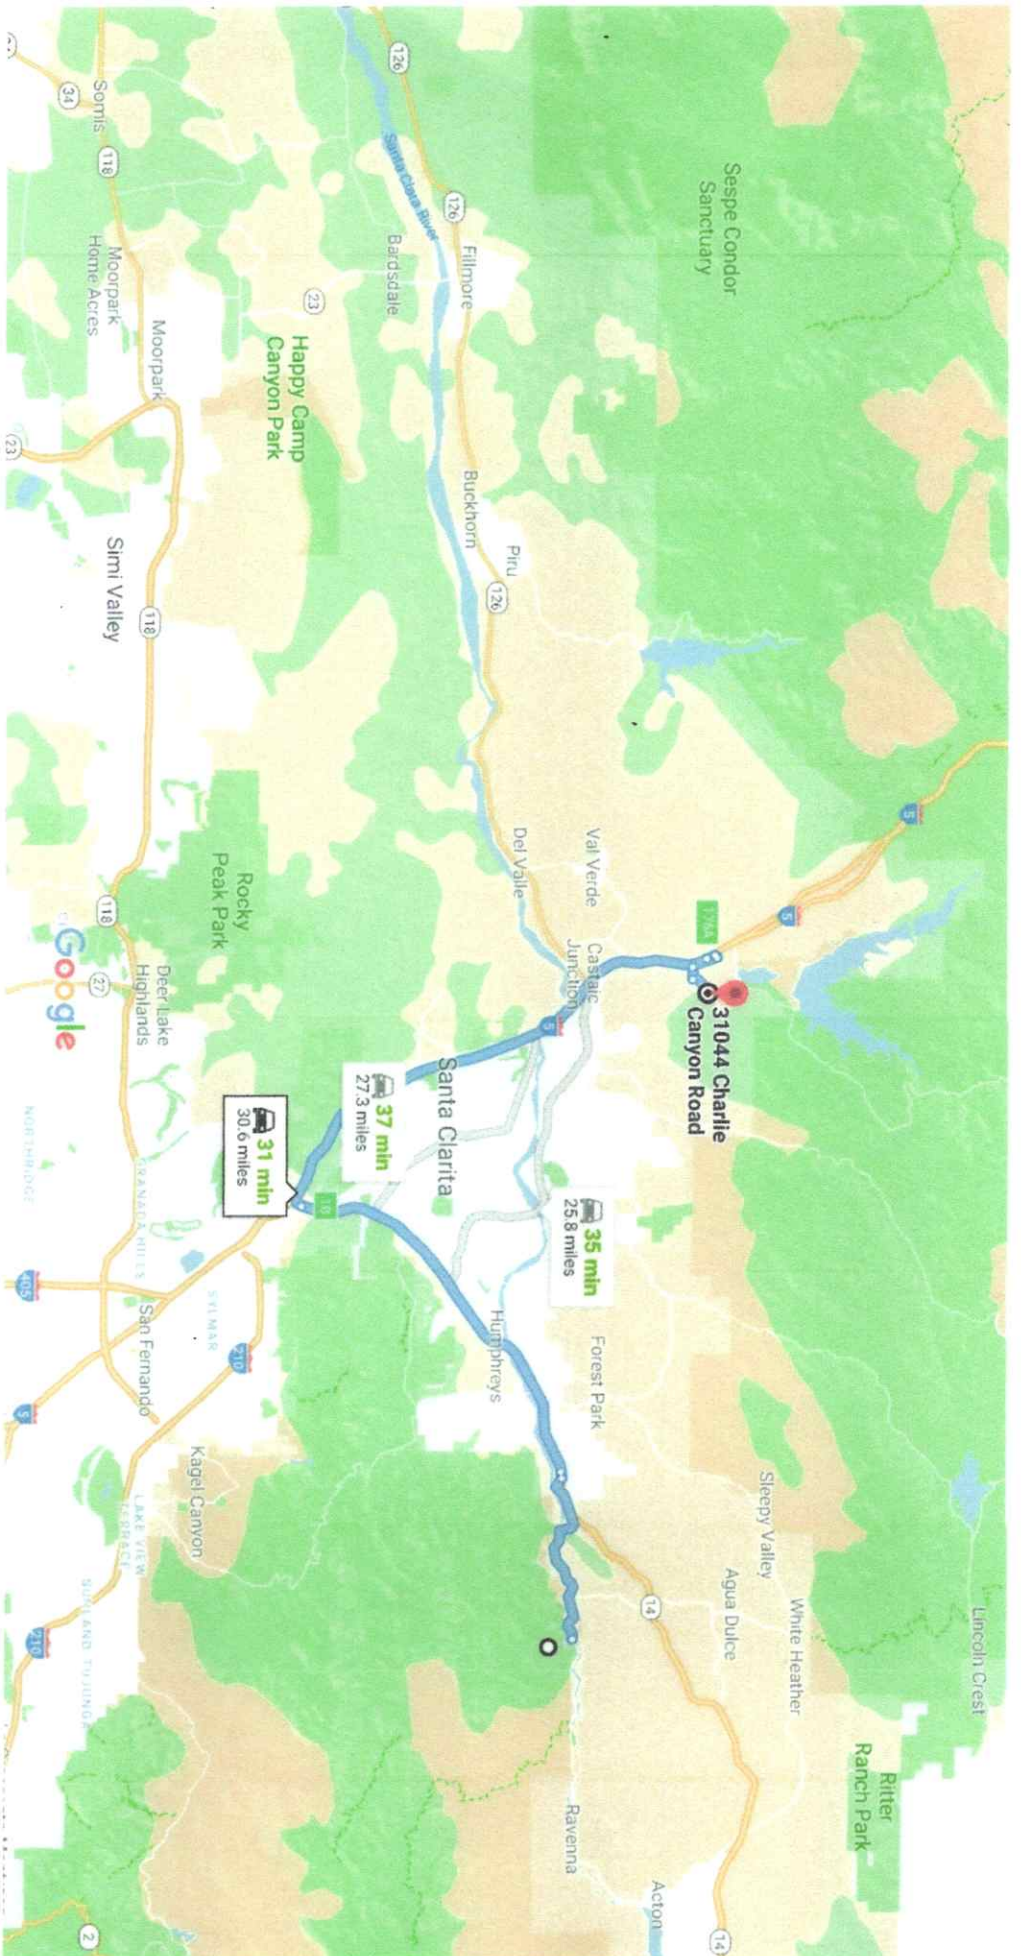 Sespe Condor
Sanctuary
126
Santa Clara River
126
Fillmore
Bardsdale
23
Happy Camp
Canyon Park
34
Somis
118
Moorpark
Home Acres
Moorpark
23
Buckhorn
Piru
126
Simi Valley
118
5
5
176A
Val Verde
Del Valle
Castaic
Junction
31044 Charlie
Canyon Road
5
Rocky
Peak Park
118
27
Deer Lake
Highlands
Google
Santa Clarita
37 min
27.3 miles
31 min
30.6 miles
35 min
25.8 miles
NORTHRIDGE
GRANADA HILLS
405
San Fernando
SYLMAR
210
5
Humphreys
Forest Park
Kagel Canyon
LAKE VIEW
TERRACE
SUNLAND TUJUNGA
210
Sleepy Valley
Agua Dulce
14
White Heather
Lincoln Crest
Ritter
Ranch Park
Ravenna
Acton
14
2